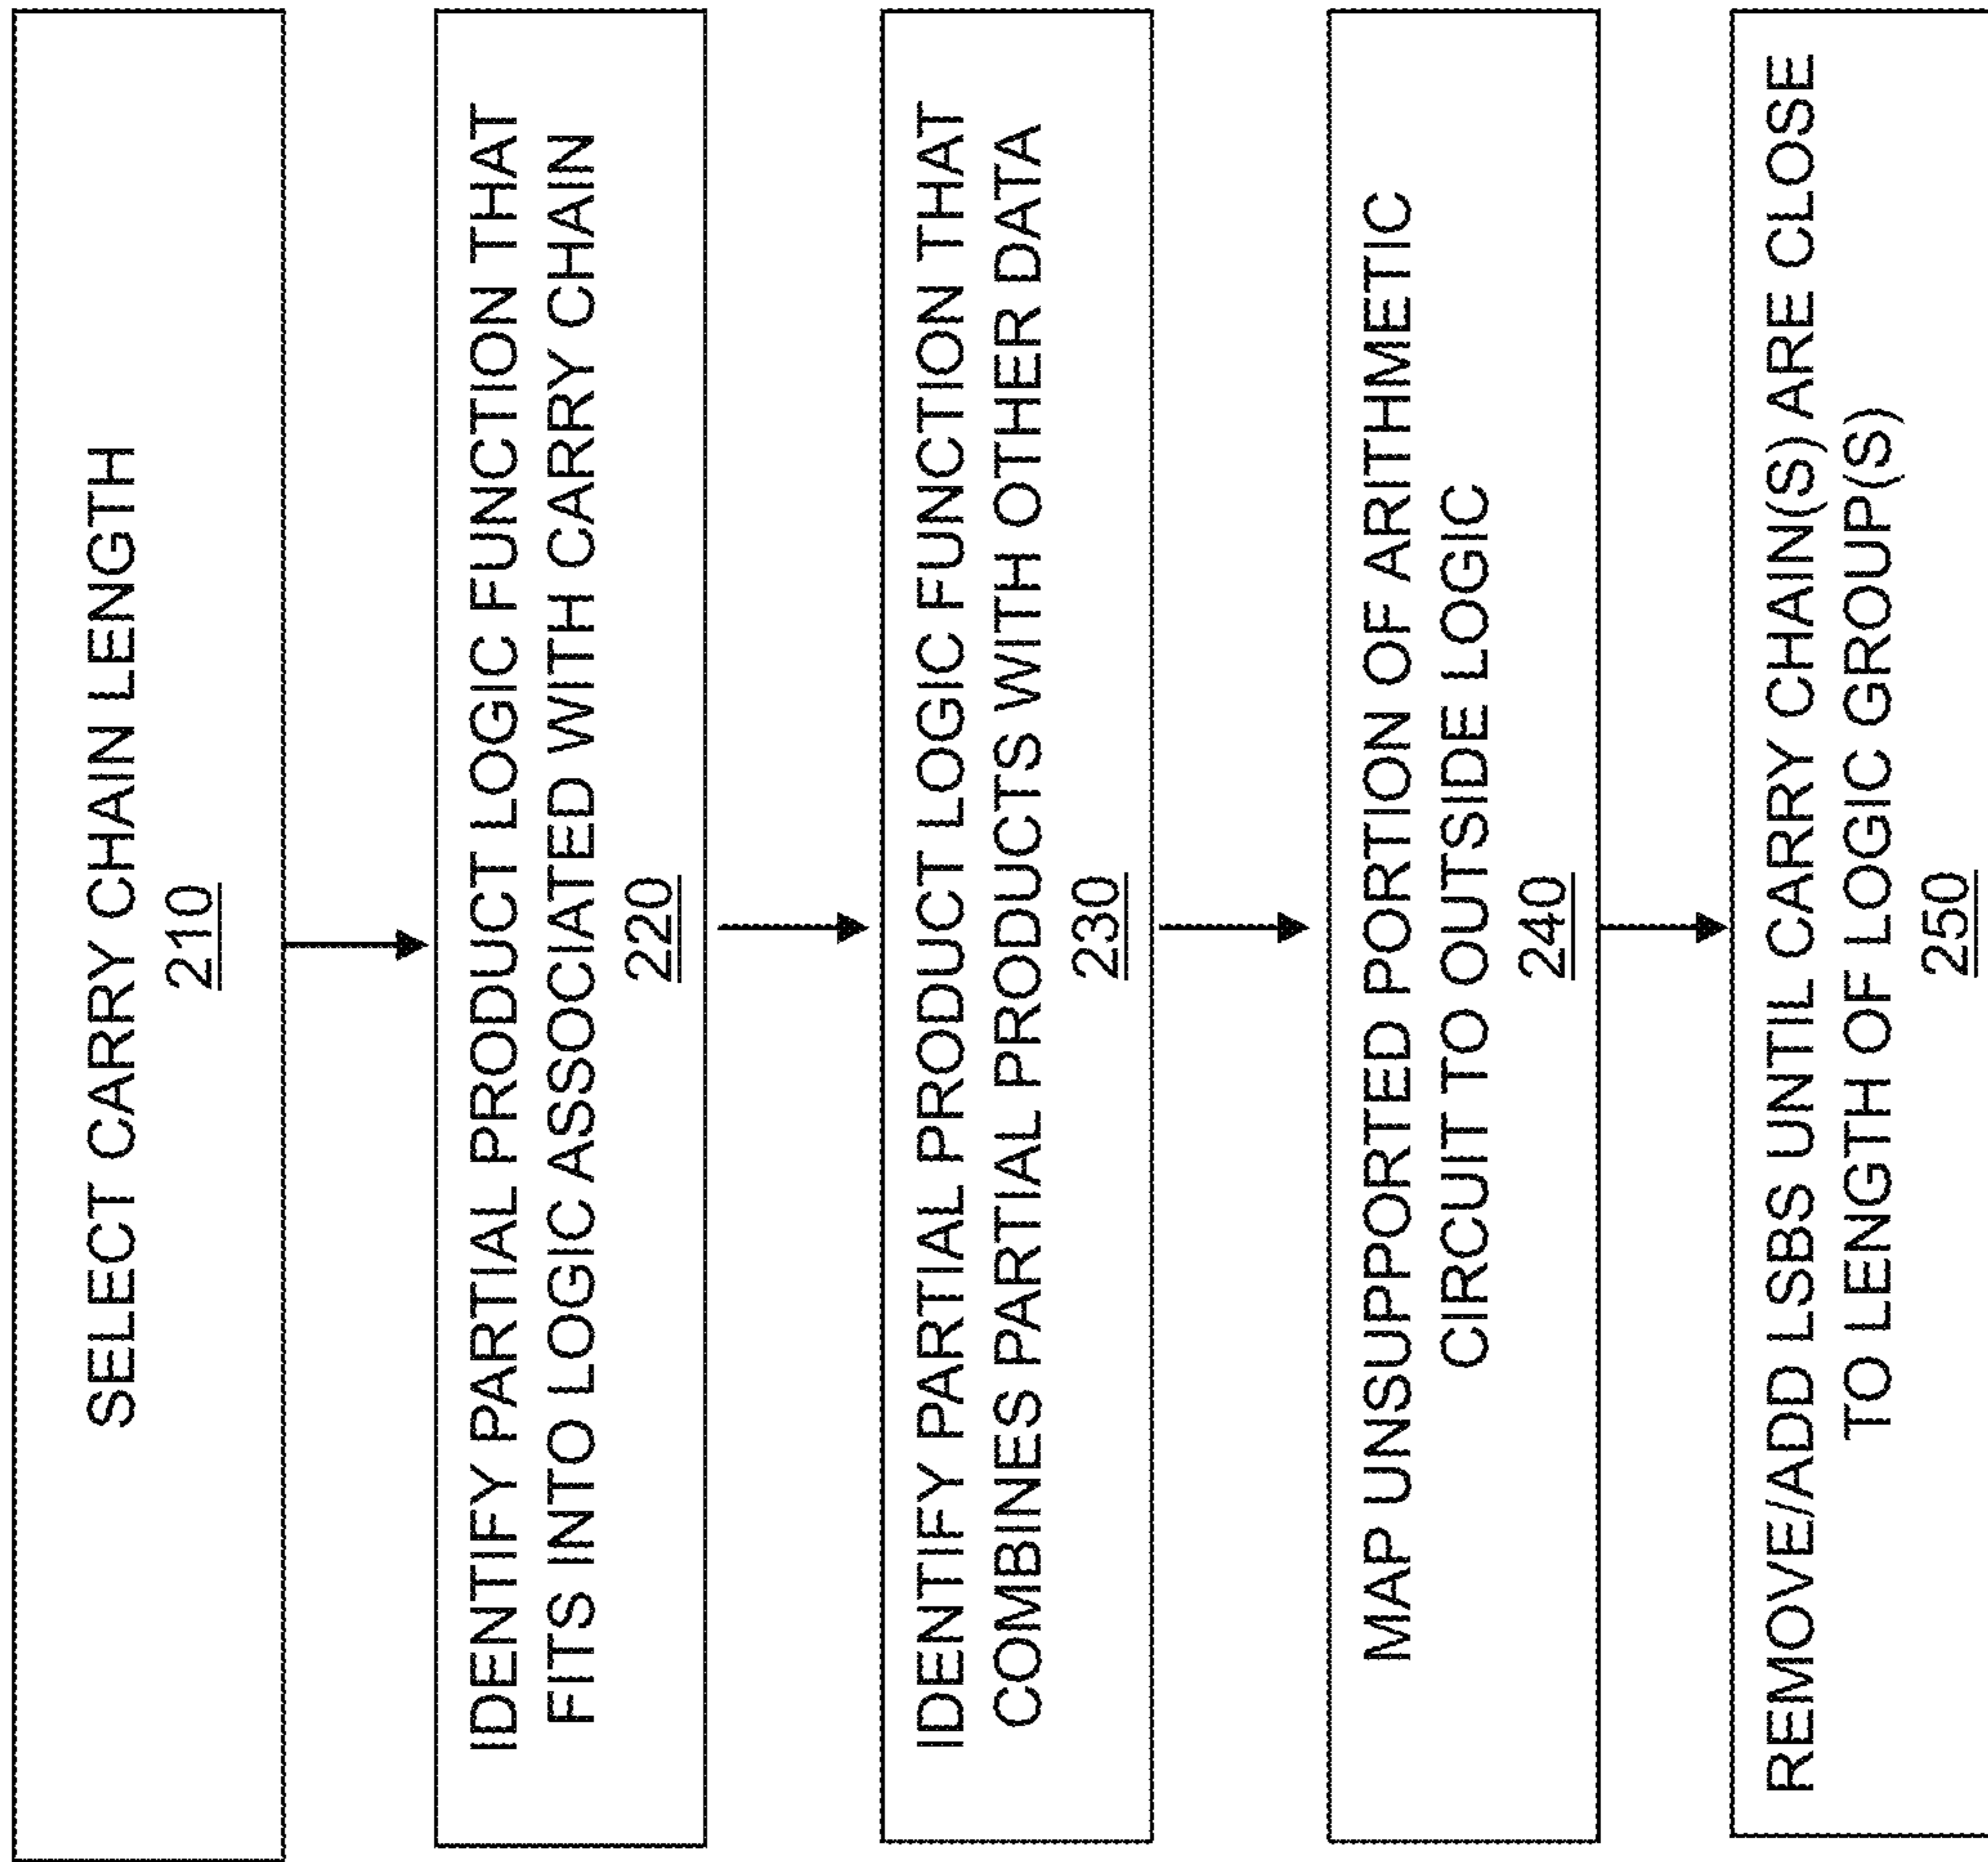 SELECT CARRY CHAIN LENGTH
210
IDENTIFY PARTIAL PRODUCT LOGIC FUNCTION THAT
FITS INTO LOGIC ASSOCIATED WITH CARRY CHAIN
220
IDENTIFY PARTIAL PRODUCT LOGIC FUNCTION THAT
COMBINES PARTIAL PRODUCTS WITH OTHER DATA
230
MAP UNSUPPORTED PORTION OF ARITHMETIC
CIRCUIT TO OUTSIDE LOGIC
240
REMOVE/ADD LSBS UNTIL CARRY CHAIN(S) ARE CLOSE
TO LENGTH OF LOGIC GROUP(S)
250